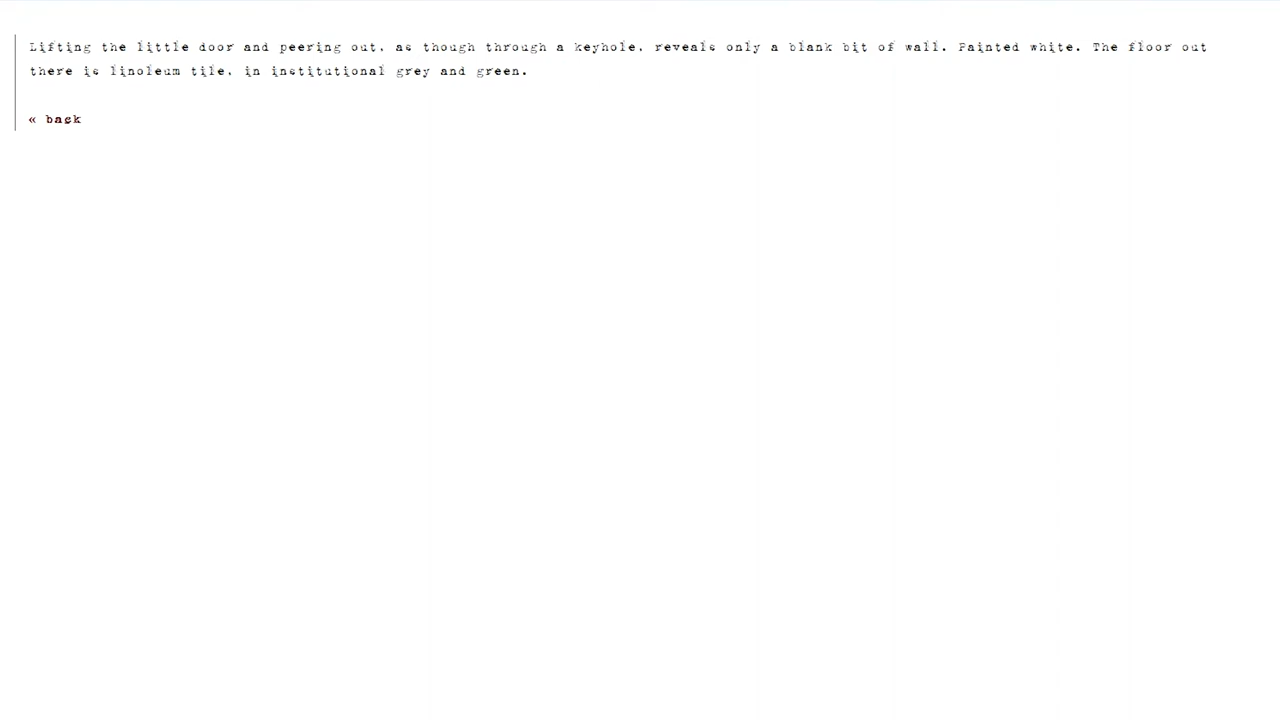 Lifting the little door and peering out, as though through a keyhole, reveals only a blank bit of wall. Painted white. The floor out
there is linoleum tile, in institutional grey and green.
« back